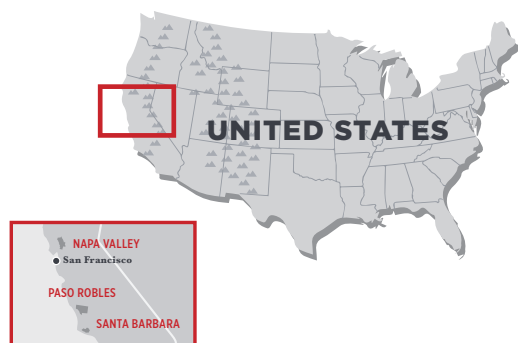 UNITED STATES
NAPA VALLEY
San Francisco
PASO ROBLES
SANTA BARBARA